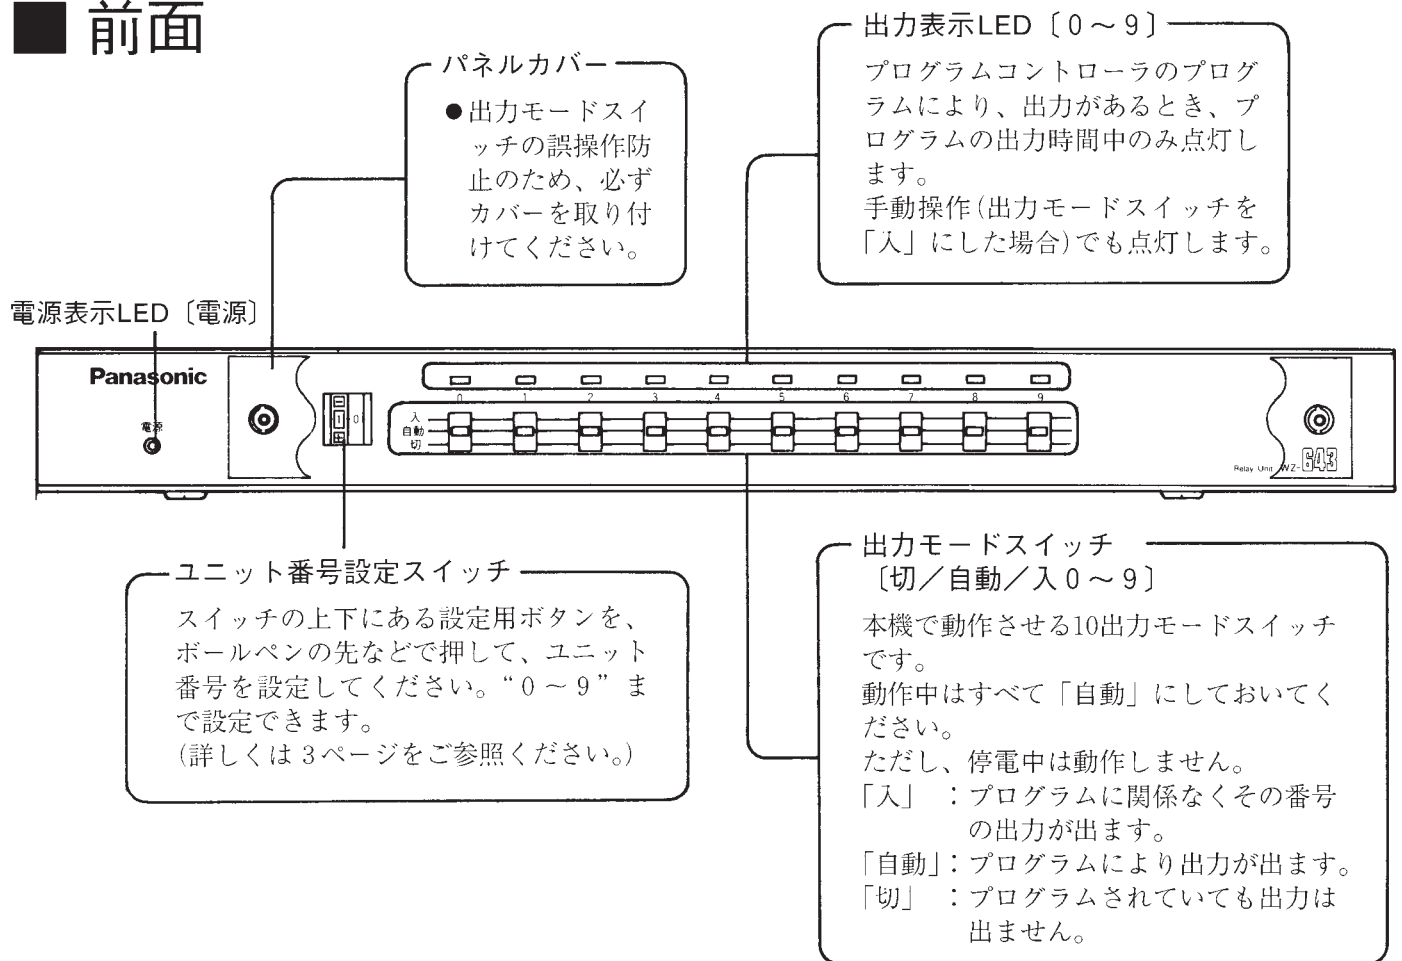 ■ 前面
パネルカバー
●出力モードスイ
ッチの誤操作防
止のため、必ず
カバーを取り付
けてください。
出力表示LED〔0～9〕
プログラムコントローラのプログ
ラムにより、出力があるとき、プ
ログラムの出力時間中のみ点灯し
ます。
手動操作(出力モードスイッチを
「入」にした場合)でも点灯します。
電源表示LED〔電源〕
Panasonic
電源
0 1 2 3 4 5 6 7 8 9
入
自動
切
Relay Unit WZ-643
ユニット番号設定スイッチ
スイッチの上下にある設定用ボタンを、
ボールペンの先などで押して、ユニット
番号を設定してください。“0～9”ま
で設定できます。
(詳しくは3ページをご参照ください。)
出力モードスイッチ
〔切／自動／入0～9〕
本機で動作させる10出力モードスイッチ
です。
動作中はすべて「自動」にしておいてく
ださい。
ただし、停電中は動作しません。
「入」：プログラムに関係なくその番号
の出力が出ます。
「自動」：プログラムにより出力が出ます。
「切」：プログラムされていても出力は
出ません。